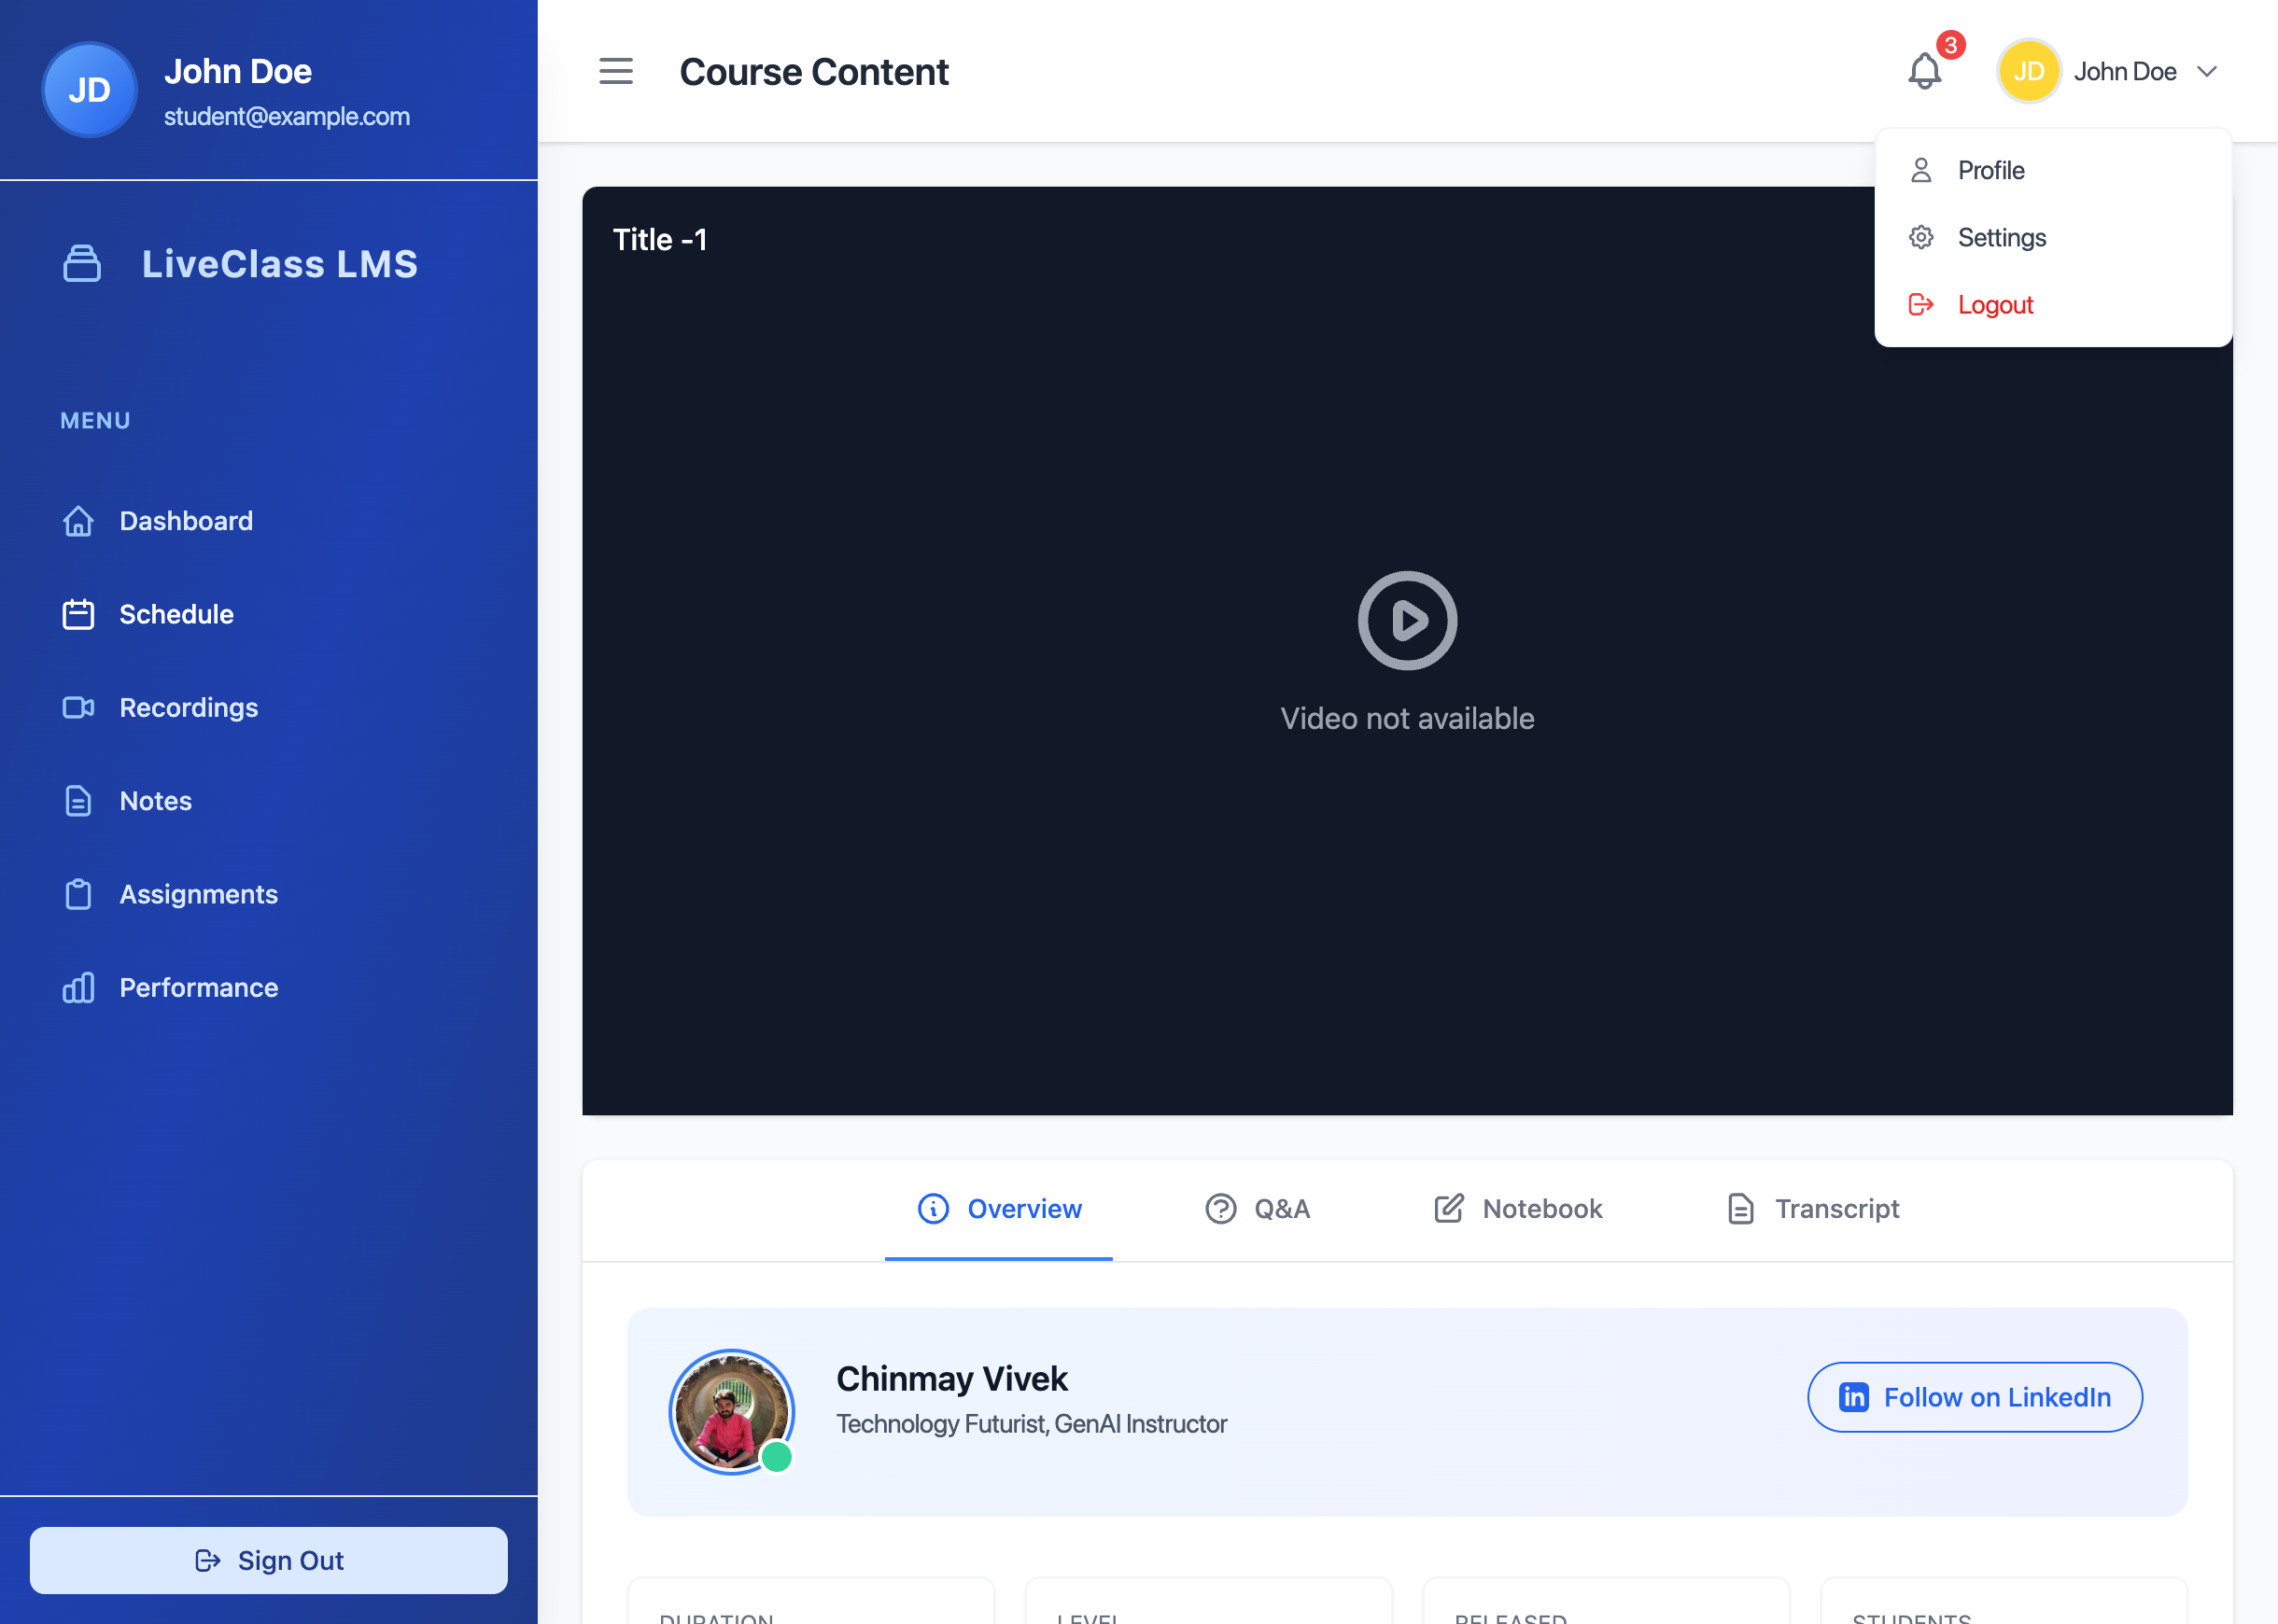 JD
John Doe
student@example.com
LiveClass LMS
MENU
Dashboard
Schedule
Recordings
Notes
Assignments
Performance
Sign Out
Course Content
3
JD
John Doe
Profile
Settings
Logout
Title -1
Video not available
Overview
Q&A
Notebook
Transcript
Chinmay Vivek
Technology Futurist, GenAI Instructor
in Follow on LinkedIn
DURATION
LEVEL
RELEASED
STUDENTS